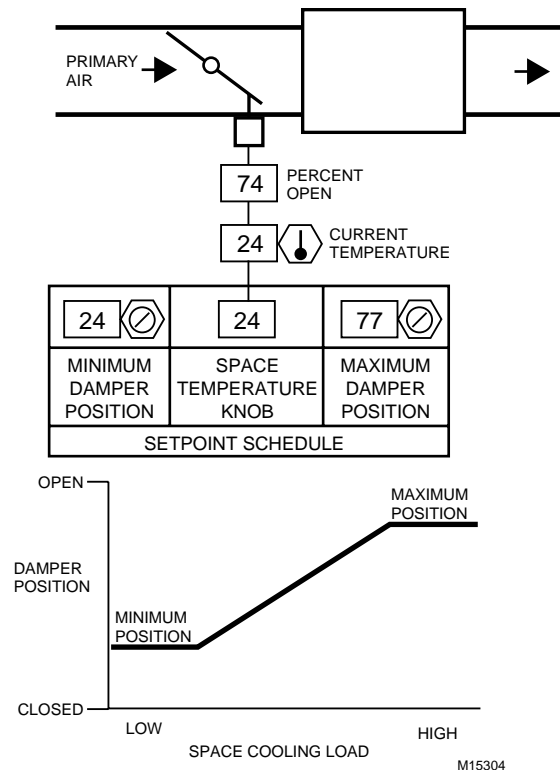 PRIMARY
AIR
74
PERCENT
OPEN
24
CURRENT
TEMPERATURE
24
24
77
MINIMUM
DAMPER
POSITION
SPACE
TEMPERATURE
KNOB
MAXIMUM
DAMPER
POSITION
SETPOINT SCHEDULE
OPEN
MAXIMUM
POSITION
DAMPER
POSITION
MINIMUM
POSITION
CLOSED
LOW
HIGH
SPACE COOLING LOAD
M15304